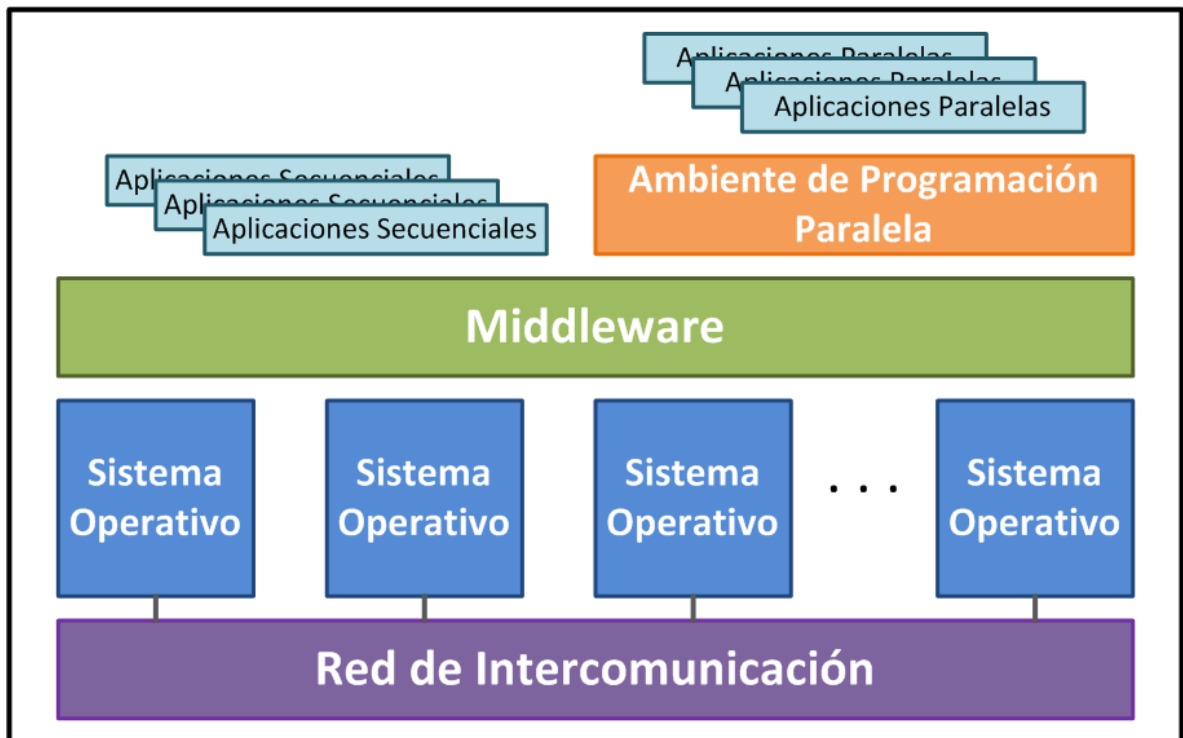 Aplicaciones Paralelas
Aplicaciones Paralelas
Aplicaciones Paralelas
Aplicaciones Secuenciales
Aplicaciones Secuenciales
Aplicaciones Secuenciales
Ambiente de Programación
Paralela
Middleware
Sistema
Operativo
Sistema
Operativo
Sistema
Operativo
. . .
Sistema
Operativo
Red de Intercomunicación